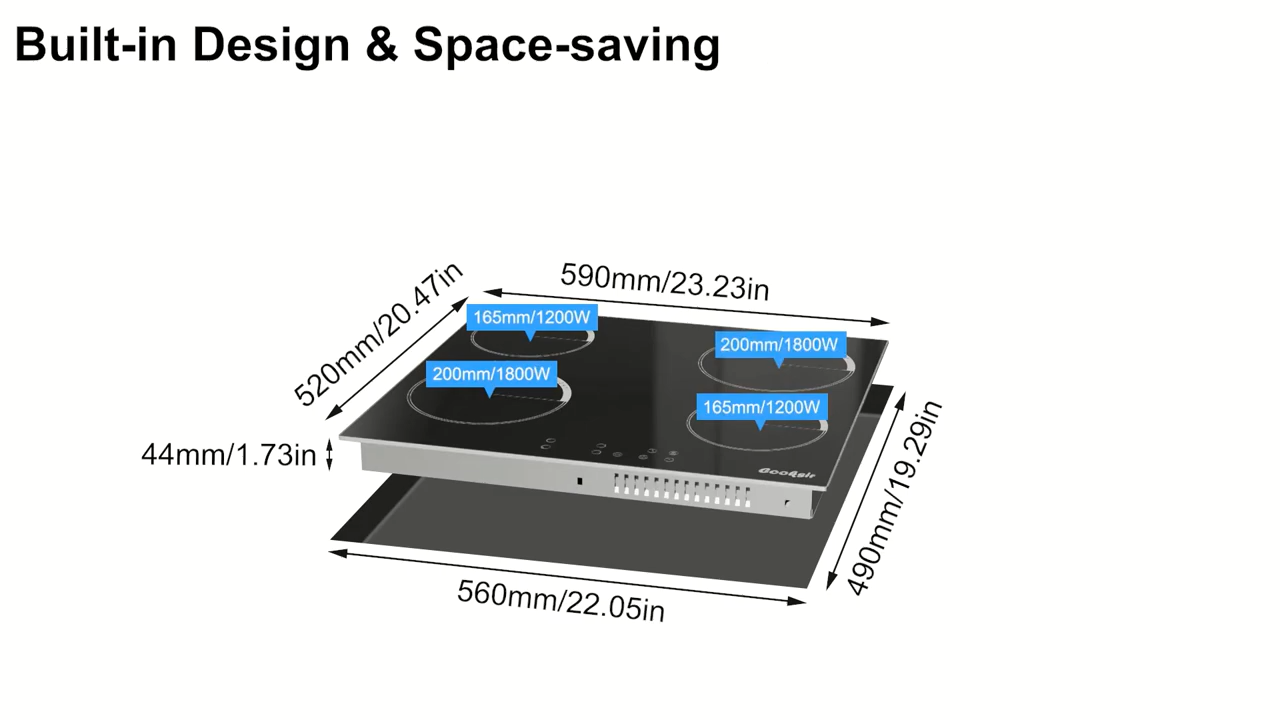 Built-in Design & Space-saving
590mm/23.23in
520mm/20.47in
165mm/1200W
200mm/1800W
200mm/1800W
165mm/1200W
44mm/1.73in
Cooksir
490mm/19.29in
560mm/22.05in